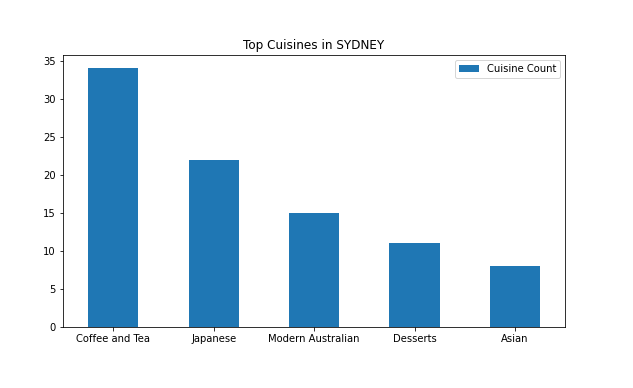 Top Cuisines in SYDNEY
Cuisine Count
35
30
25
20
15
10
5
0
Coffee and Tea
Japanese
Modern Australian
Desserts
Asian